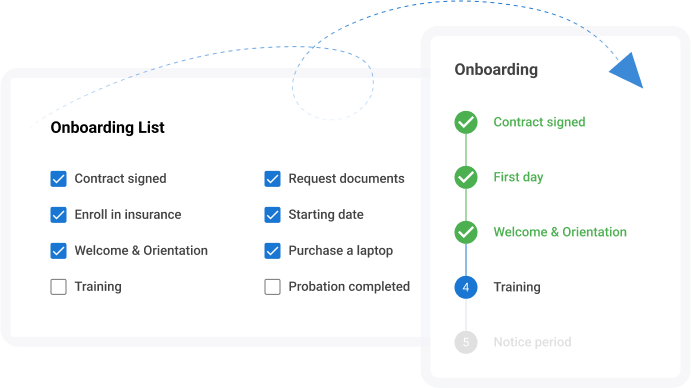 Onboarding List
Contract signed
Request documents
Enroll in insurance
Starting date
Welcome & Orientation
Purchase a laptop
Training
Probation completed
Onboarding
Contract signed
First day
Welcome & Orientation
4 Training
5 Notice period